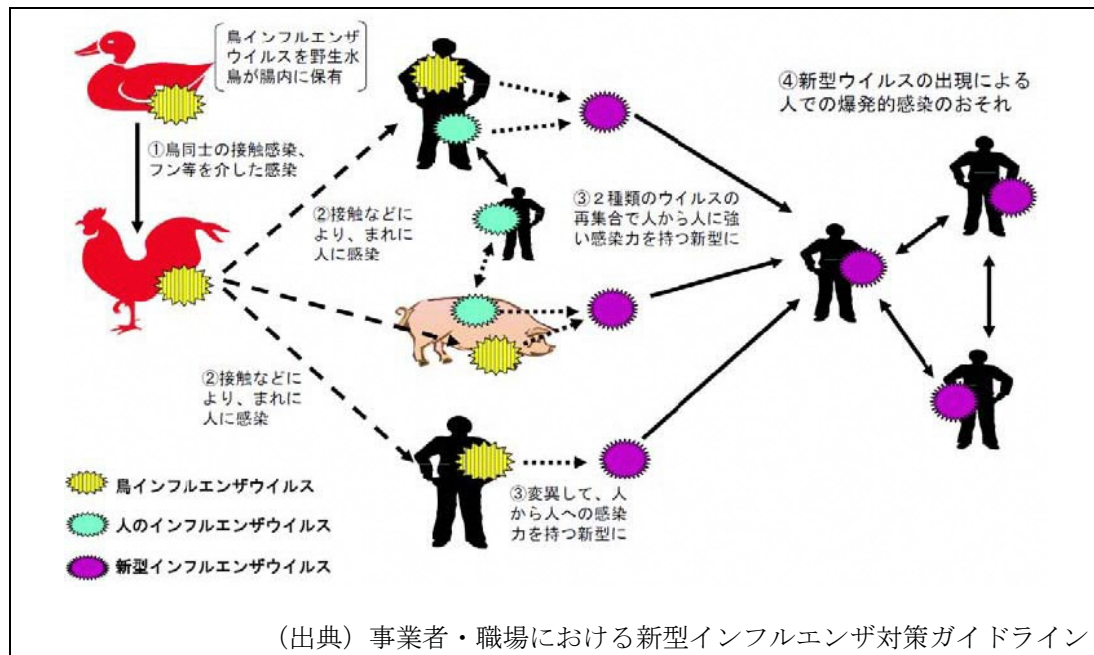 鳥インフルエンザ
ウイルスを野生水
鳥が腸内に保有
①鳥同士の接触感染、
フン等を介した感染
②接触などに
より、まれに
人に感染
②接触などに
より、まれに
人に感染
③２種類のウイルスの
再集合で人から人に強
い感染力を持つ新型に
③変異して、人
から人への感染
力を持つ新型に
④新型ウイルスの出現による
人での爆発的感染のおそれ
鳥インフルエンザウイルス
人のインフルエンザウイルス
新型インフルエンザウイルス
（出典）事業者・職場における新型インフルエンザ対策ガイドライン